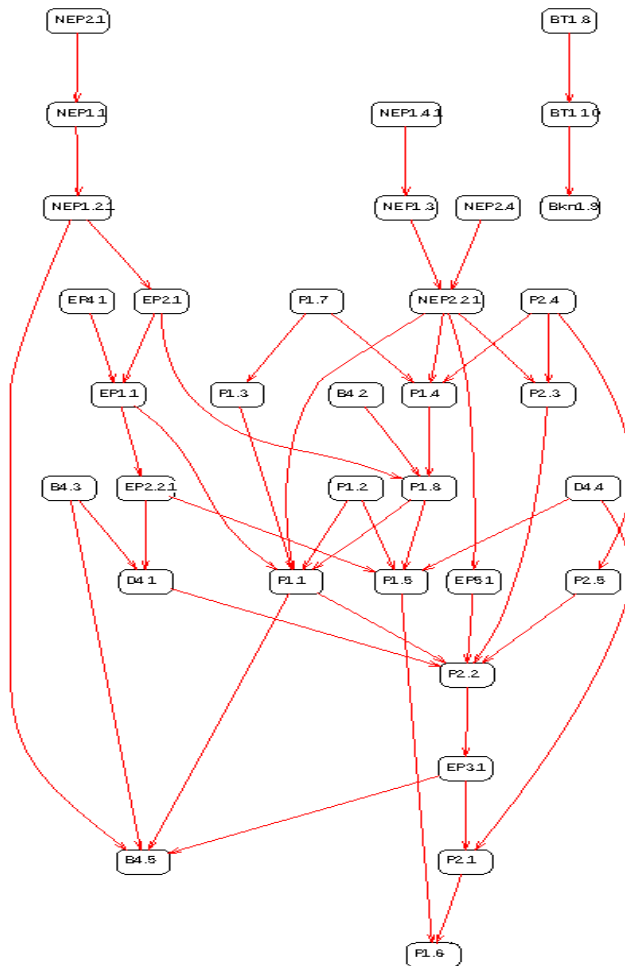 NEP2.1
BT1.8
NEP1.1
NEP1.4.1
BT1.10
NEP1.2.1
NEP1.3
NEP2.4
Bkn1.9
EP4.1
EP2.1
P1.7
NEP2.2.1
P2.4
EP1.1
P1.3
B4.2
P1.4
P2.3
B4.3
EP2.2.1
P1.2
P1.8
D4.4
D4.1
P1.1
P1.5
EP5.1
P2.5
P2.2
EP3.1
B4.5
P2.1
P1.6